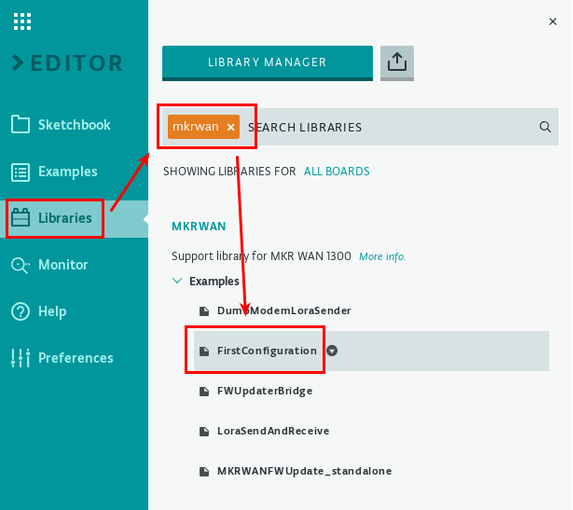 EDITOR
Sketchbook
Examples
Libraries
Monitor
Help
Preferences
×
LIBRARY MANAGER
mkrwan × SEARCH LIBRARIES
SHOWING LIBRARIES FOR ALL BOARDS
MKRWAN
Support library for MKR WAN 1300 More info.
Examples
DumpModemLoraSender
FirstConfiguration
FWUpdaterBridge
LoraSendAndReceive
MKRWANFWUpdate_standalone